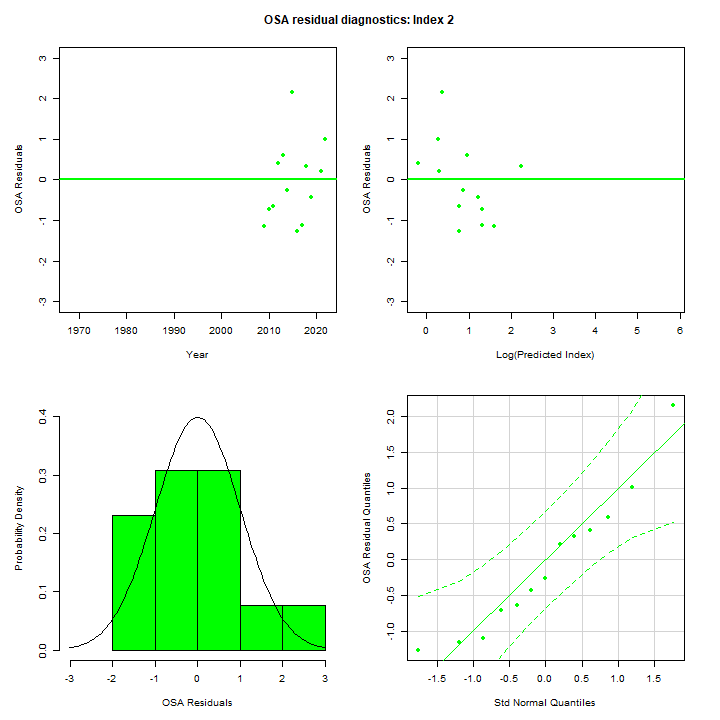 OSA residual diagnostics: Index 2
3
2
1
0
-1
-2
-3
OSA Residuals
1970 1980 1990 2000 2010 2020
Year
3
2
1
0
-1
-2
-3
OSA Residuals
0 1 2 3 4 5 6
Log(Predicted Index)
0.4
0.3
0.2
0.1
0.0
Probability Density
-3 -2 -1 0 1 2 3
OSA Residuals
2.0
1.5
1.0
0.5
0.0
-0.5
-1.0
OSA Residual Quantiles
-1.5 -1.0 -0.5 0.0 0.5 1.0 1.5
Std Normal Quantiles